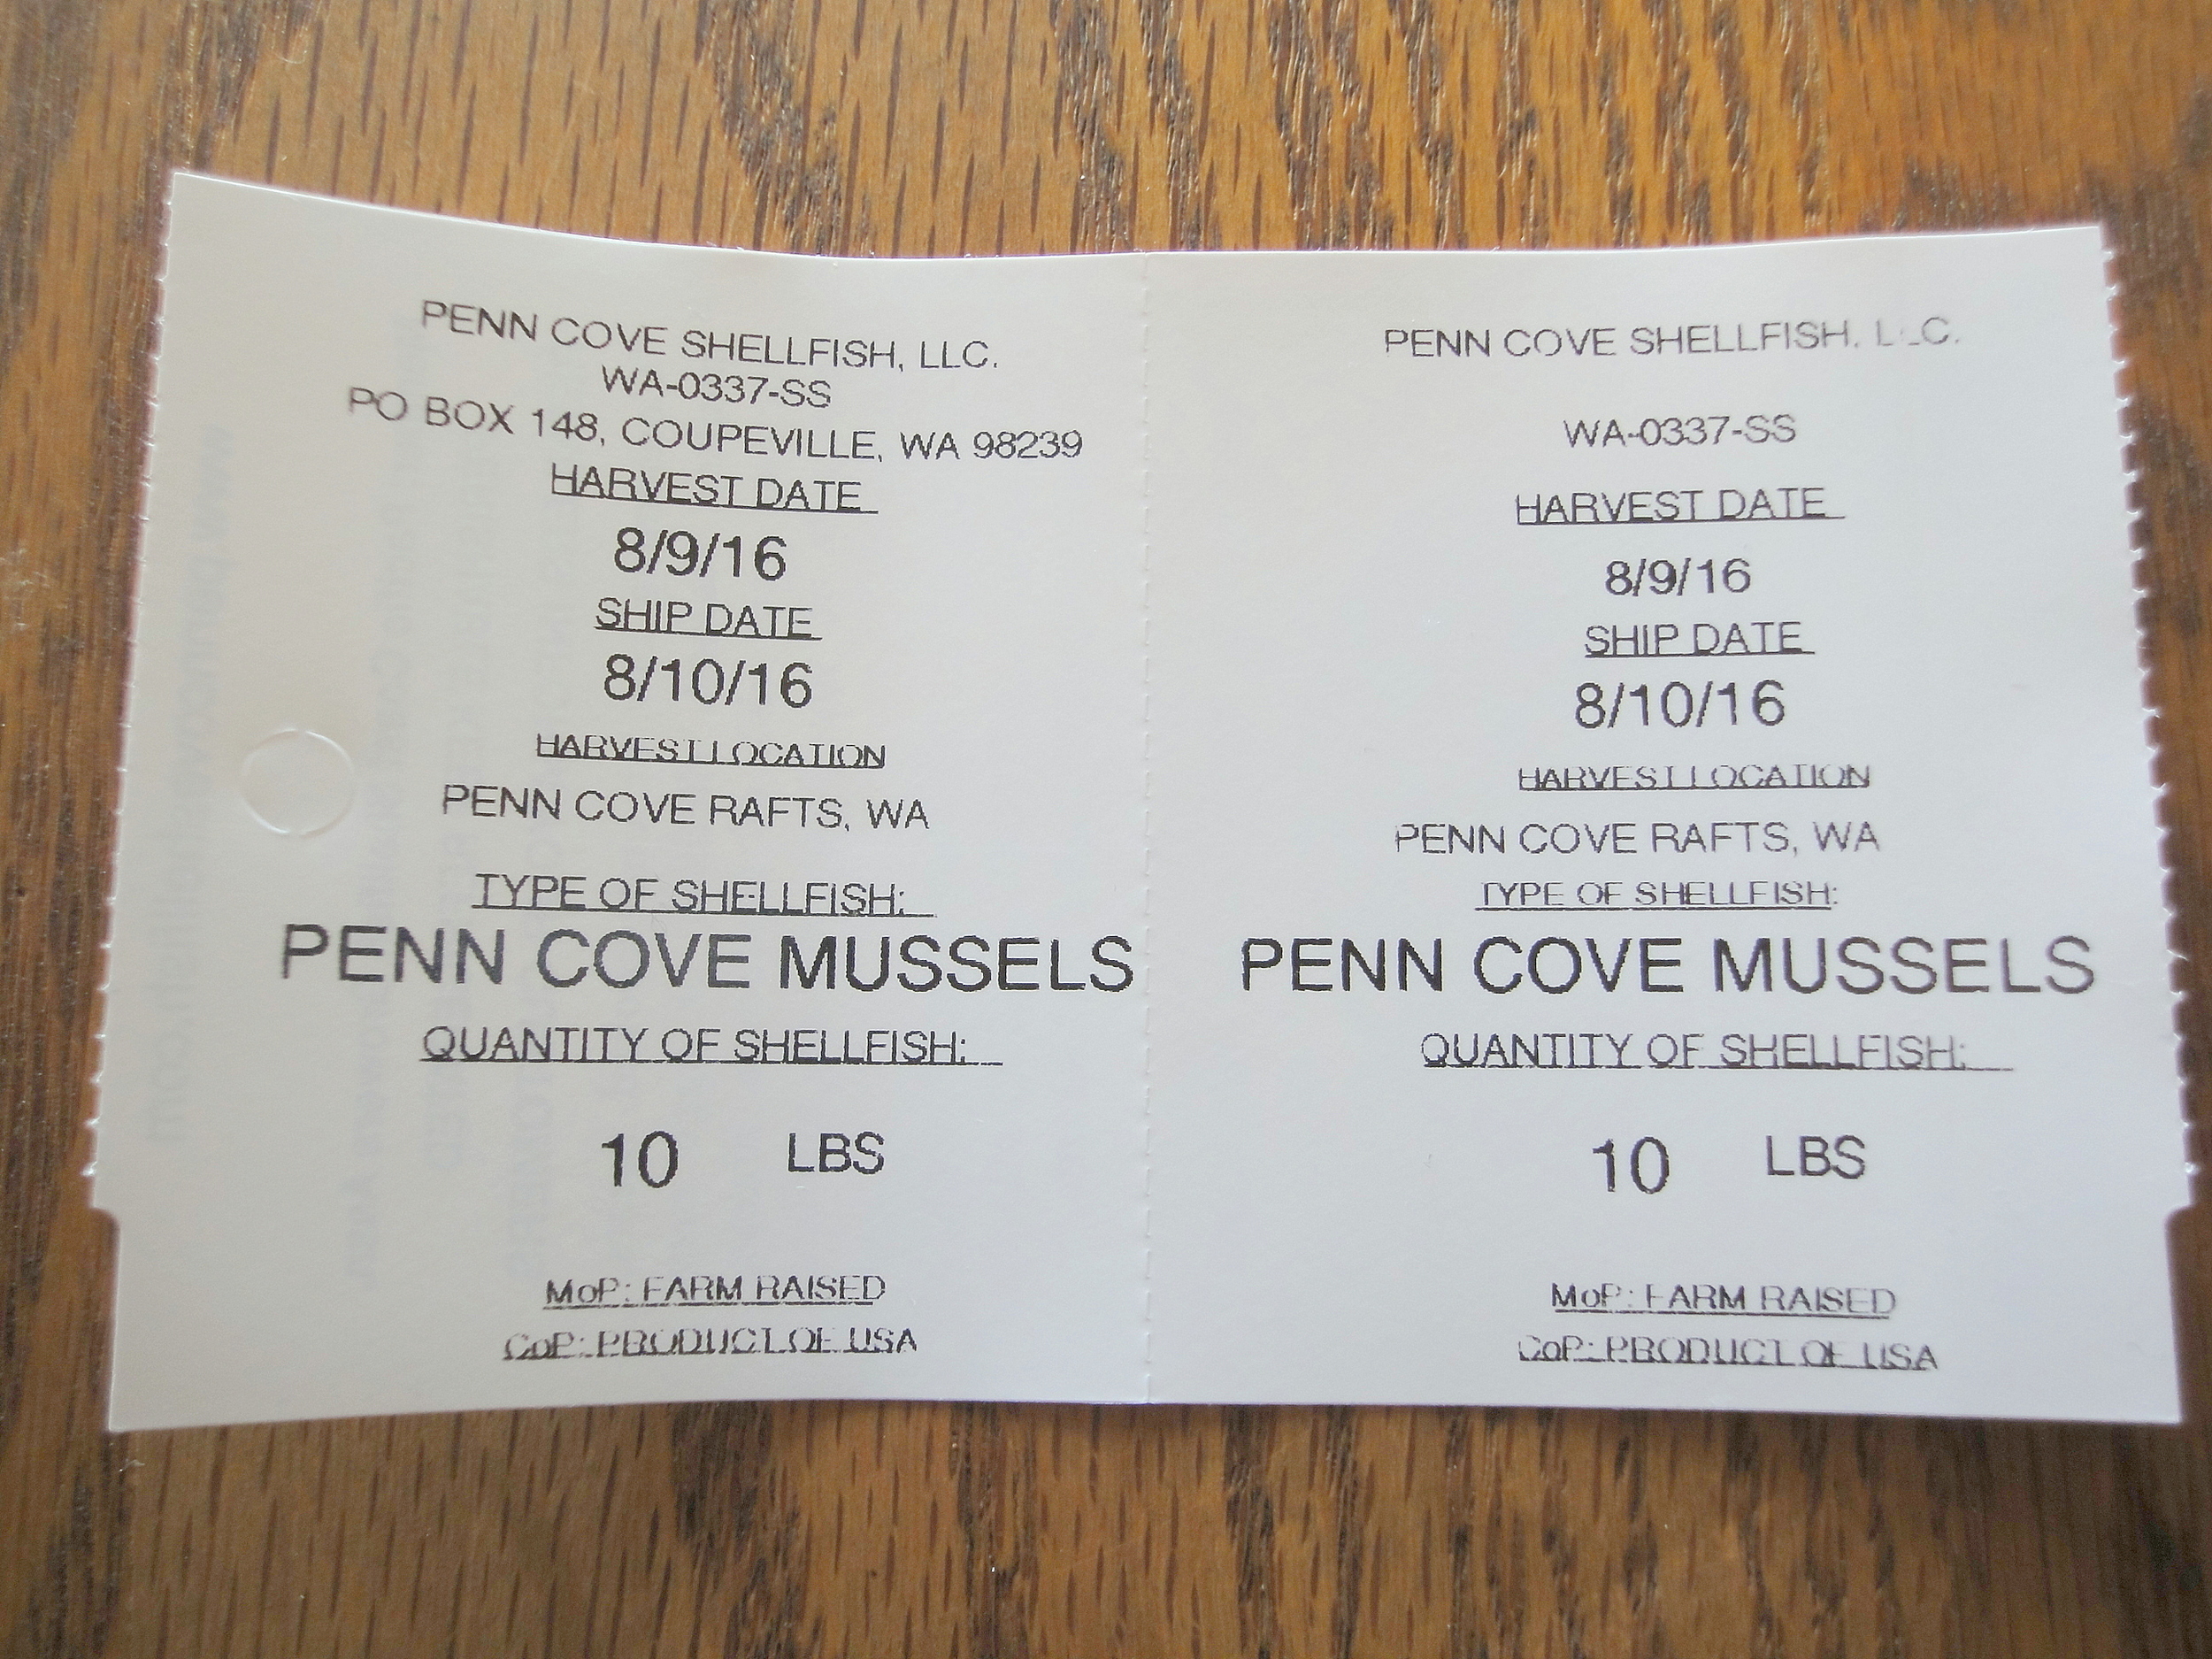 PENN COVE SHELLFISH, LLC.
WA-0337-SS
PO BOX 148, COUPEVILLE, WA 98239
HARVEST DATE
8/9/16
SHIP DATE
8/10/16
HARVEST LOCATION
PENN COVE RAFTS, WA
TYPE OF SHELLFISH:
PENN COVE MUSSELS
QUANTITY OF SHELLFISH:
10 LBS
MoP: FARM RAISED
CoP: PRODUCT OF USA
PENN COVE SHELLFISH, LLC.
WA-0337-SS
HARVEST DATE
8/9/16
SHIP DATE
8/10/16
HARVEST LOCATION
PENN COVE RAFTS, WA
TYPE OF SHELLFISH:
PENN COVE MUSSELS
QUANTITY OF SHELLFISH:
10 LBS
MoP: FARM RAISED
CoP: PRODUCT OF USA